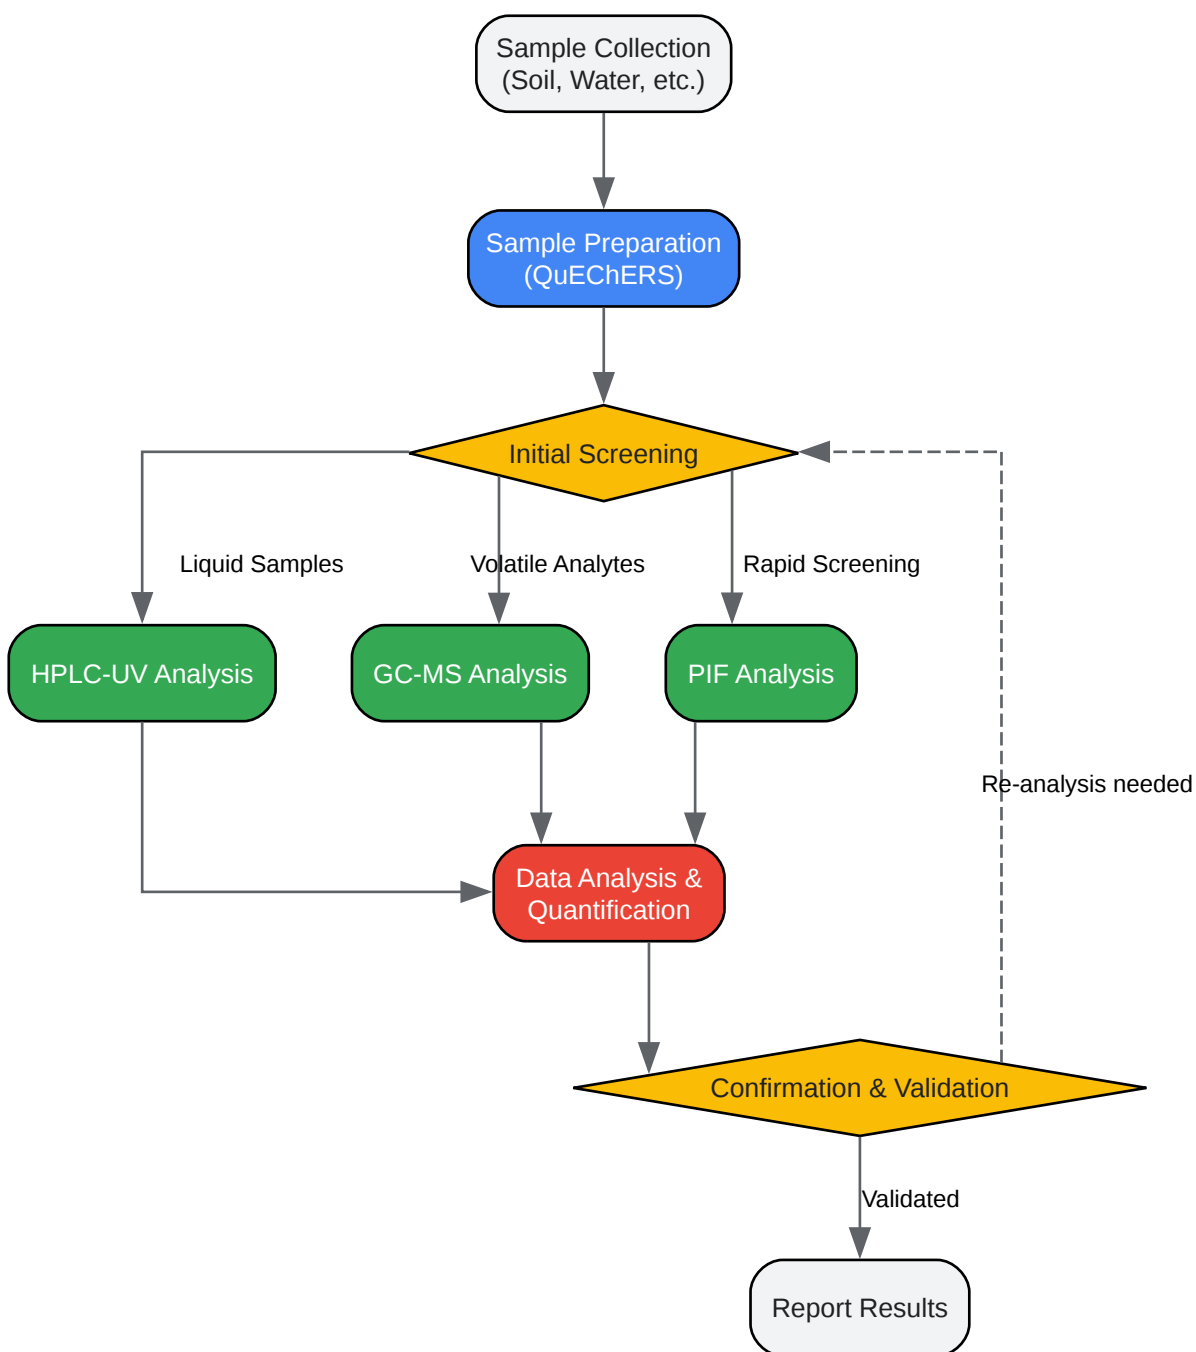 Sample Collection
(Soil, Water, etc.)
Sample Preparation
(QuEChERS)
Initial Screening
Liquid Samples
Volatile Analytes
Rapid Screening
HPLC-UV Analysis
GC-MS Analysis
PIF Analysis
Re-analysis needed
Data Analysis &
Quantification
Confirmation & Validation
Validated
Report Results